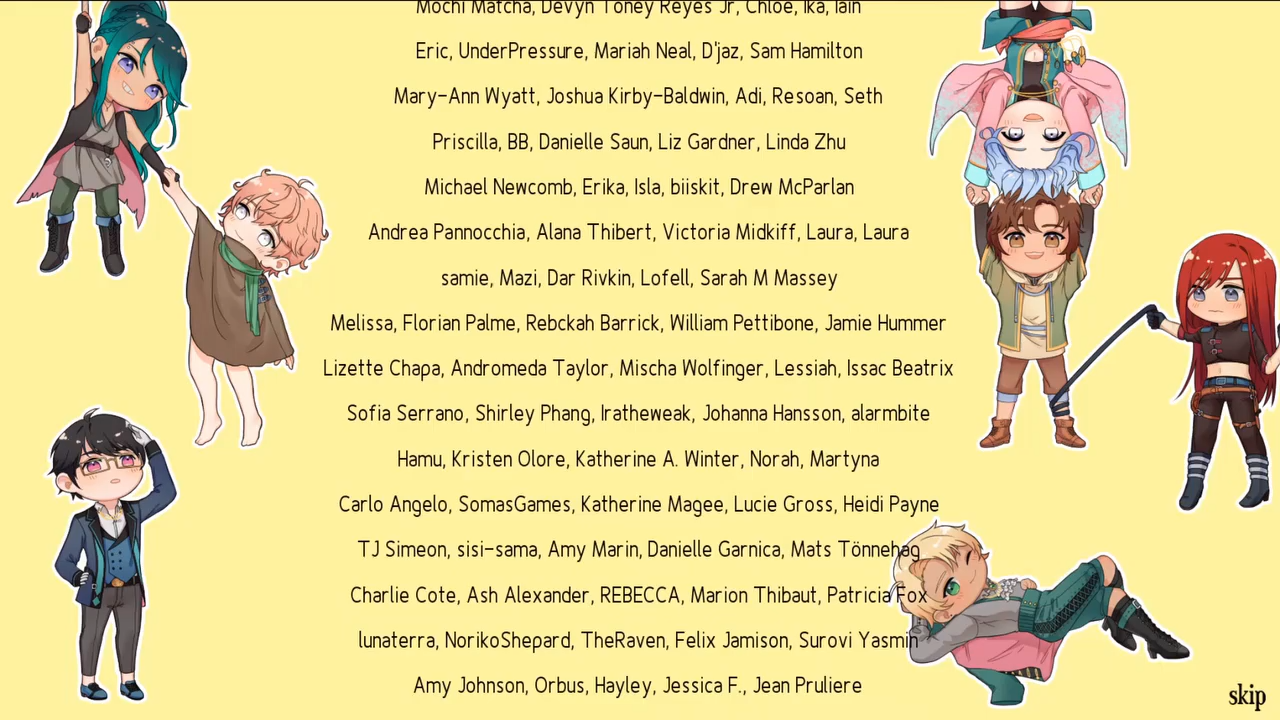 Mochi Matcha, Devyn Toney Reyes Jr, Chloe, Ika, Iain
Eric, UnderPressure, Mariah Neal, D'jaz, Sam Hamilton
Mary-Ann Wyatt, Joshua Kirby-Baldwin, Adi, Resoan, Seth
Priscilla, BB, Danielle Saun, Liz Gardner, Linda Zhu
Michael Newcomb, Erika, Isla, biiskit, Drew McParlan
Andrea Pannocchia, Alana Thibert, Victoria Midkiff, Laura, Laura
samie, Mazi, Dar Rivkin, Lofell, Sarah M Massey
Melissa, Florian Palme, Rebckah Barrick, William Pettibone, Jamie Hummer
Lizette Chapa, Andromeda Taylor, Mischa Wolfinger, Lessiah, Issac Beatrix
Sofia Serrano, Shirley Phang, Iratheweak, Johanna Hansson, alarmbite
Hamu, Kristen Olore, Katherine A. Winter, Norah, Martyna
Carlo Angelo, SomasGames, Katherine Magee, Lucie Gross, Heidi Payne
TJ Simeon, sisi-sama, Amy Marin, Danielle Garnica, Mats Tönnehag
Charlie Cote, Ash Alexander, REBECCA, Marion Thibaut, Patricia Fox
lunaterra, NorikoShepard, TheRaven, Felix Jamison, Surovi Yasmin
Amy Johnson, Orbus, Hayley, Jessica F., Jean Pruliere
skip